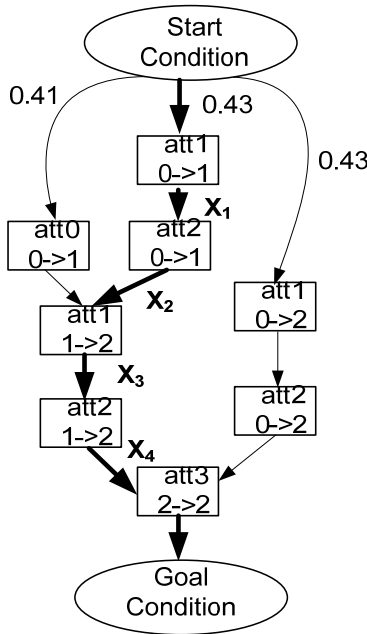 Start
Condition
0.41
0.43
0.43
att1
0->1
X₁
att0
0->1
att2
0->1
X₂
att1
0->2
att1
1->2
X₃
att2
0->2
att2
1->2
X₄
att3
2->2
Goal
Condition